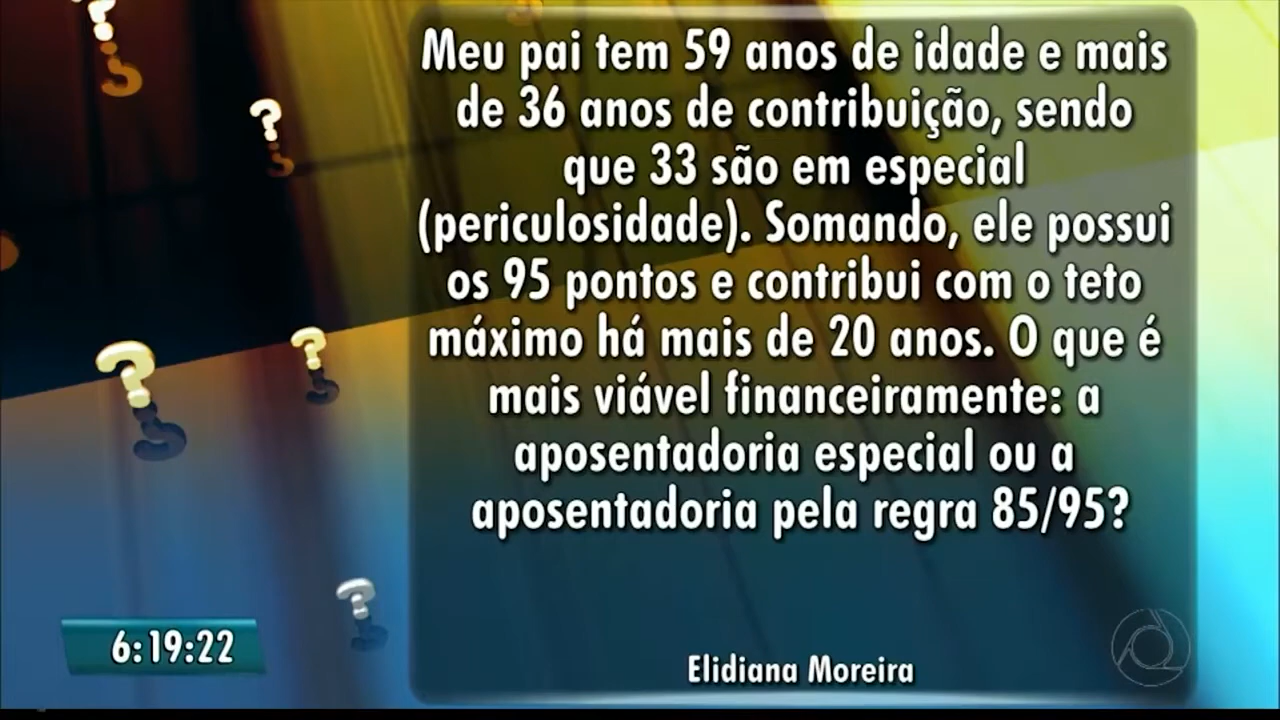 Meu pai tem 59 anos de idade e mais
de 36 anos de contribuição, sendo
que 33 são em especial
(periculosidade). Somando, ele possui
os 95 pontos e contribui com o teto
máximo há mais de 20 anos. O que é
mais viável financeiramente: a
aposentadoria especial ou a
aposentadoria pela regra 85/95?
6:19:22
Elidiana Moreira